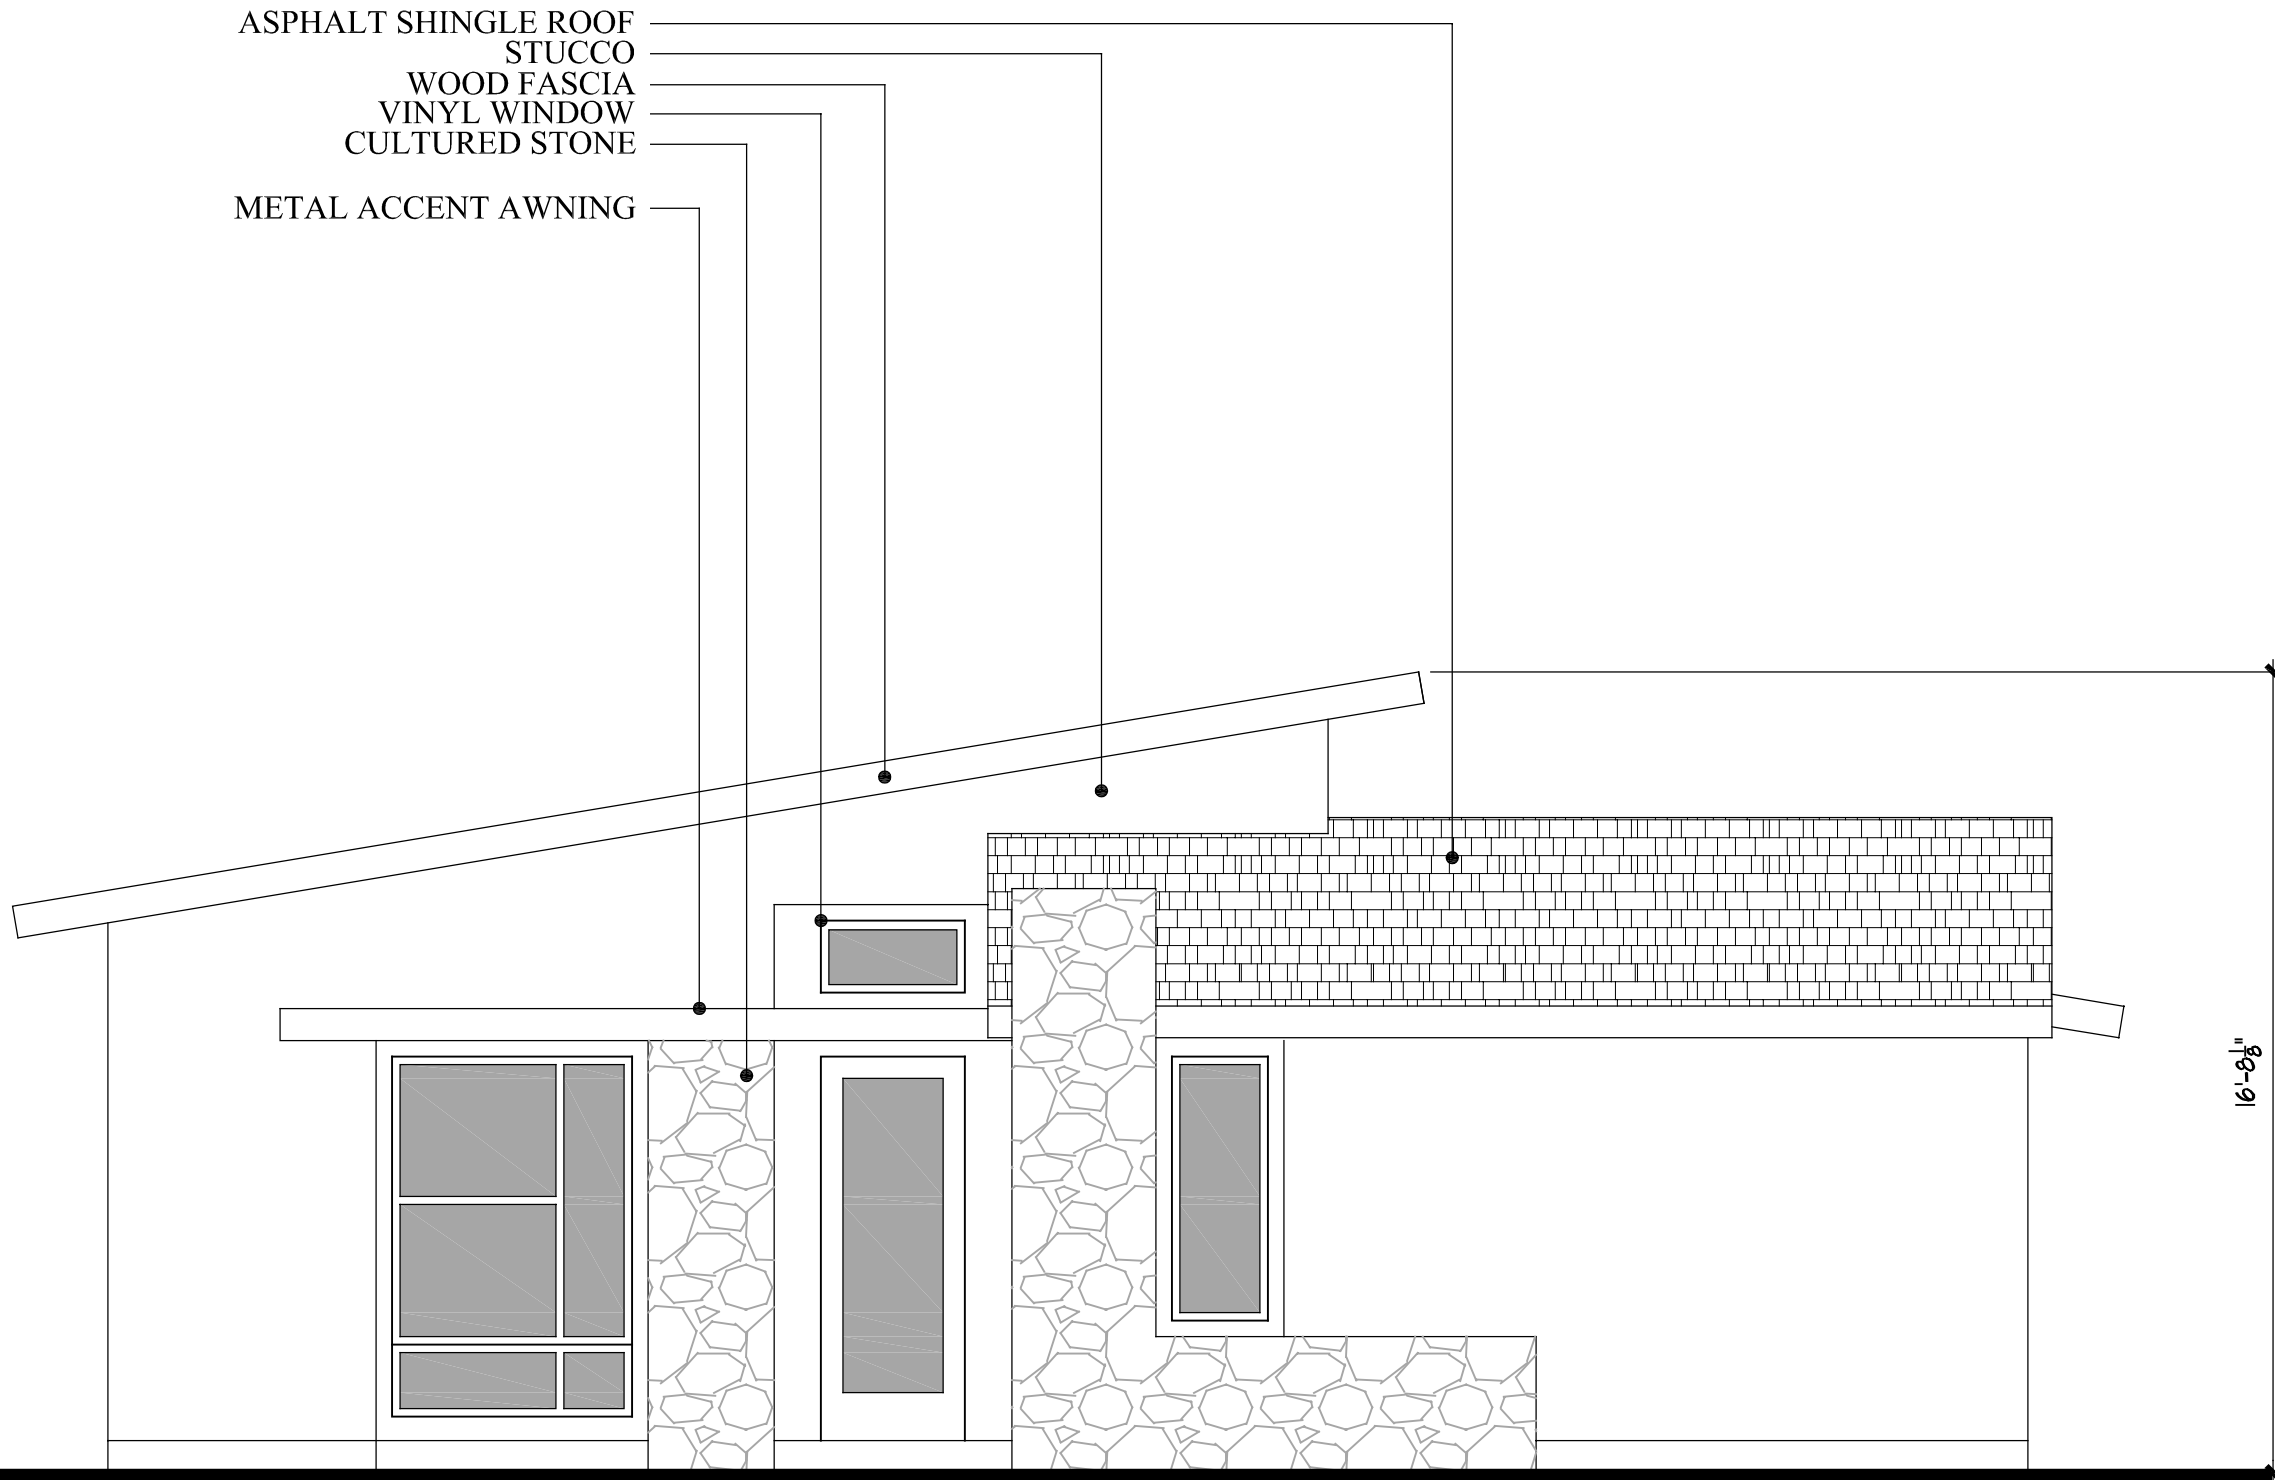 ASPHALT SHINGLE ROOF
STUCCO
WOOD FASCIA
VINYL WINDOW
CULTURED STONE
METAL ACCENT AWNING
16'-8 1/8"